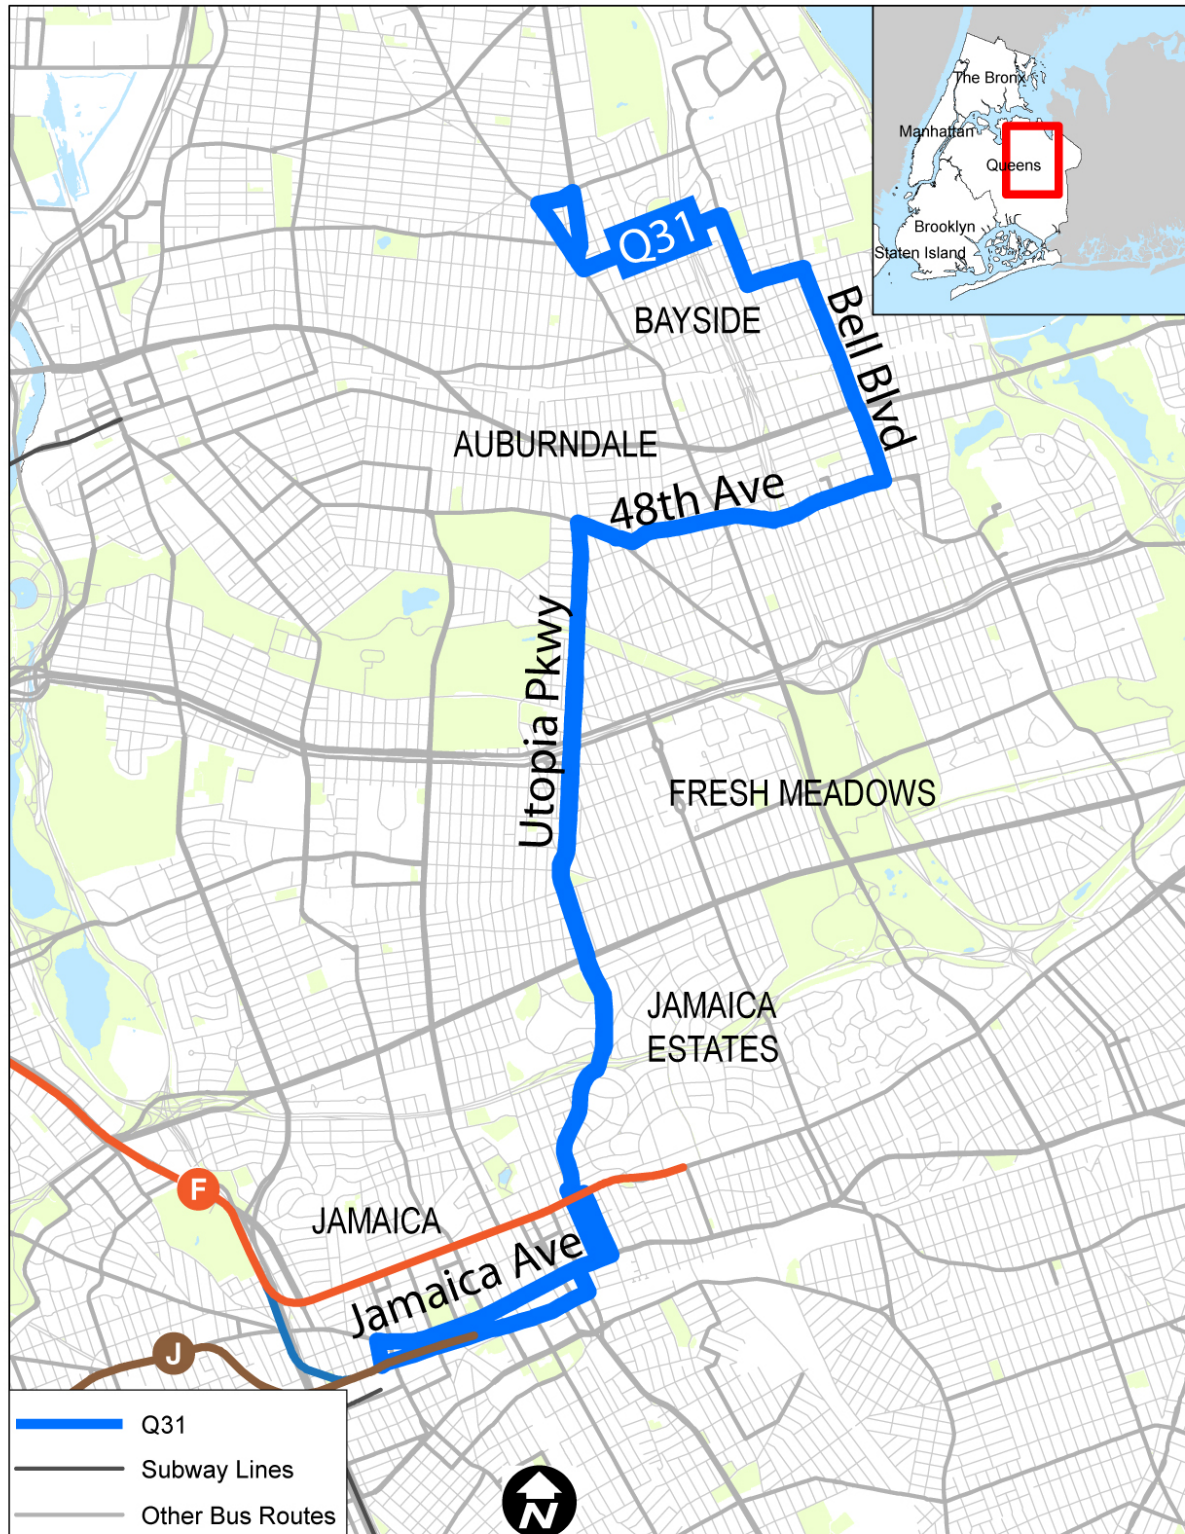 The Bronx
Manhattan
Queens
Brooklyn
Staten Island
Q31
BAYSIDE
Bell Blvd
AUBURNDALE
48th Ave
Utopia Pkwy
FRESH MEADOWS
JAMAICA
ESTATES
F
JAMAICA
Jamaica Ave
J
Q31
Subway Lines
Other Bus Routes
N